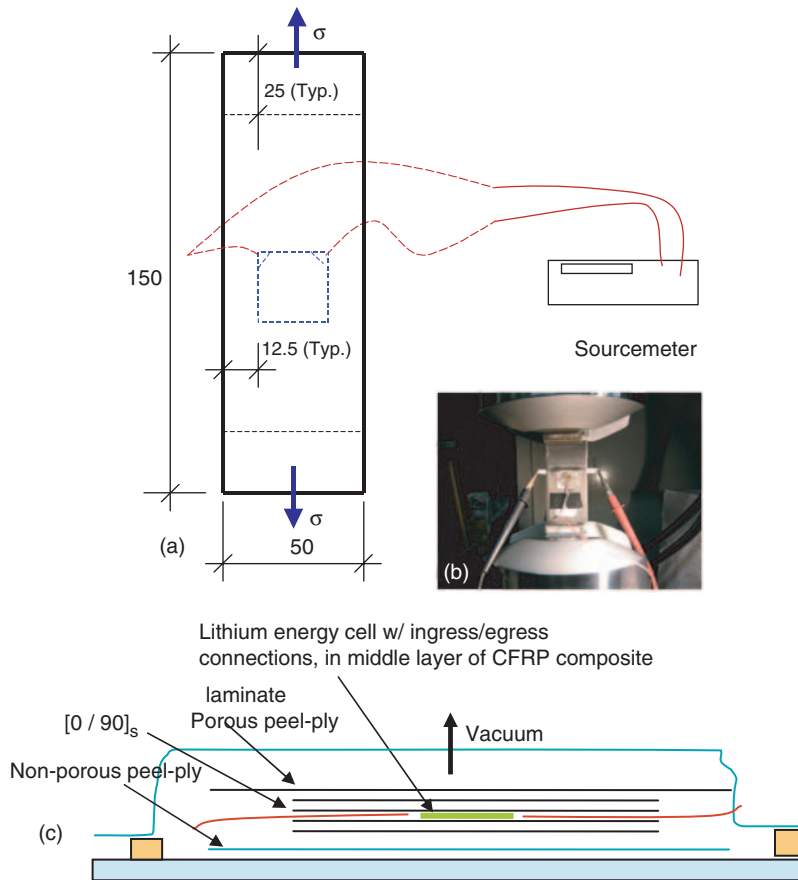 σ
25 (Typ.)
150
12.5 (Typ.)
Sourcemeter
σ
(a)
50
(b)
Lithium energy cell w/ ingress/egress
connections, in middle layer of CFRP composite
laminate
[0 / 90]s
Porous peel-ply
Vacuum
Non-porous peel-ply
(c)